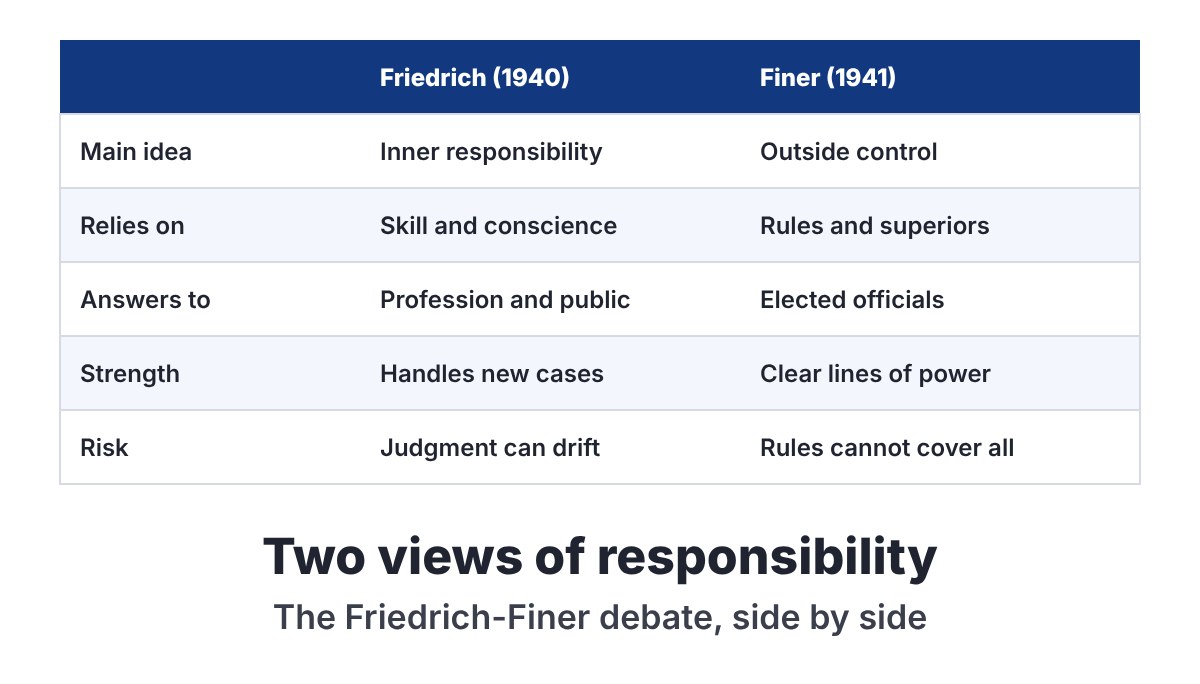 Friedrich (1940) Finer (1941)
Main idea Inner responsibility Outside control
Relies on Skill and conscience Rules and superiors
Answers to Profession and public Elected officials
Strength Handles new cases Clear lines of power
Risk Judgment can drift Rules cannot cover all
Two views of responsibility
The Friedrich-Finer debate, side by side